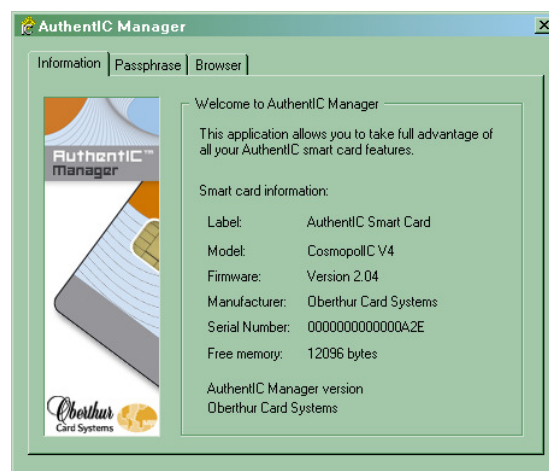 AuthentIC Manager
Information Passphrase Browser
AuthentIC™
Manager
Oberthur
Card Systems
Welcome to AuthentIC Manager
This application allows you to take full advantage of
all your AuthentIC smart card features.
Smart card information:
Label: AuthentIC Smart Card
Model: CosmopolIC V4
Firmware: Version 2.04
Manufacturer: Oberthur Card Systems
Serial Number: 0000000000000A2E
Free memory: 12096 bytes
AuthentIC Manager version
Oberthur Card Systems